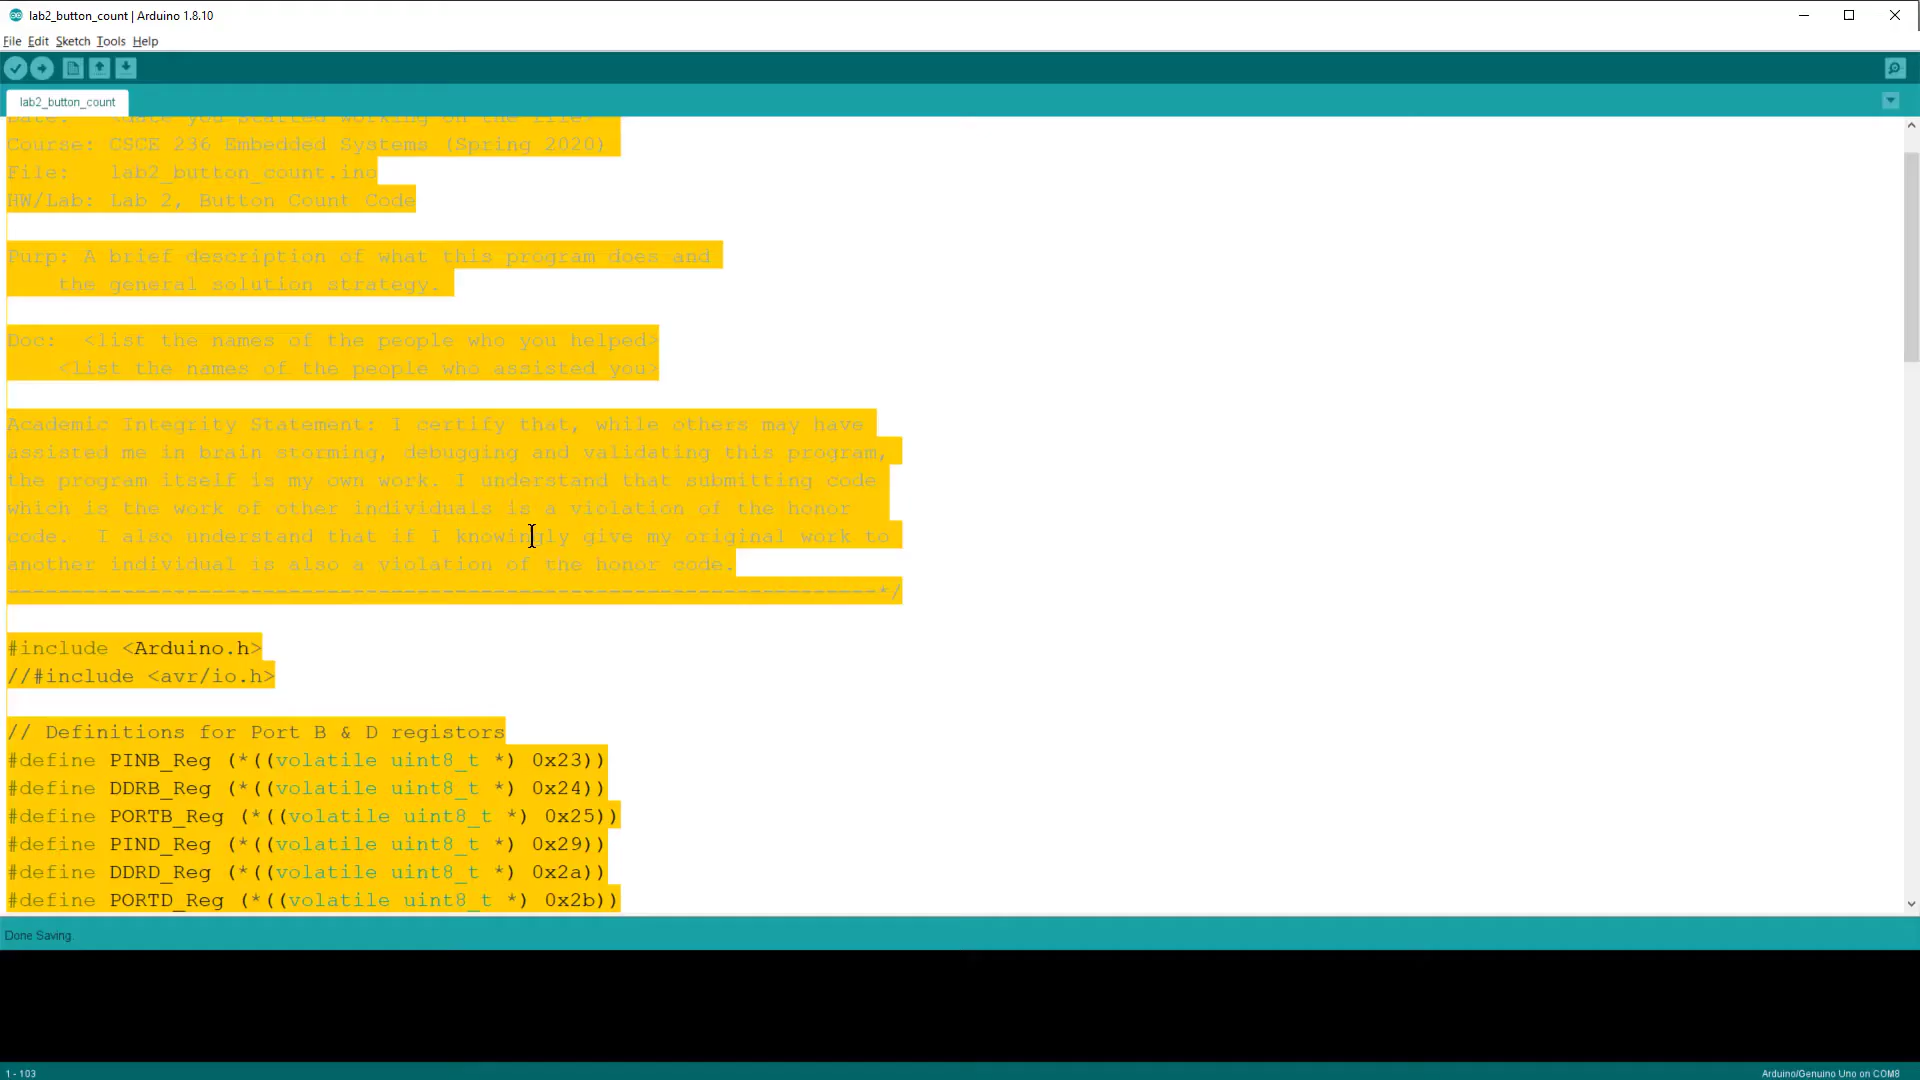 lab2_button_count | Arduino 1.8.10
File Edit Sketch Tools Help
lab2_button_count
Date: <date you started working on the file>
Course: CSCE 236 Embedded Systems (Spring 2020)
File: lab2_button_count.ino
HW/Lab: Lab 2, Button Count Code
Purp: A brief description of what this program does and
the general solution strategy.
Doc: <list the names of the people who you helped>
<list the names of the people who assisted you>
Academic Integrity Statement: I certify that, while others may have
assisted me in brain storming, debugging and validating this program,
the program itself is my own work. I understand that submitting code
which is the work of other individuals is a violation of the honor
code. I also understand that if I knowingly give my original work to
another individual is also a violation of the honor code.
---------------------------------------------------------------------*/
#include <Arduino.h>
//#include <avr/io.h>
// Definitions for Port B & D registors
#define PINB_Reg (*((volatile uint8_t *) 0x23))
#define DDRB_Reg (*((volatile uint8_t *) 0x24))
#define PORTB_Reg (*((volatile uint8_t *) 0x25))
#define PIND_Reg (*((volatile uint8_t *) 0x29))
#define DDRD_Reg (*((volatile uint8_t *) 0x2a))
#define PORTD_Reg (*((volatile uint8_t *) 0x2b))
Done Saving.
1 - 103
Arduino/Genuino Uno on COM8